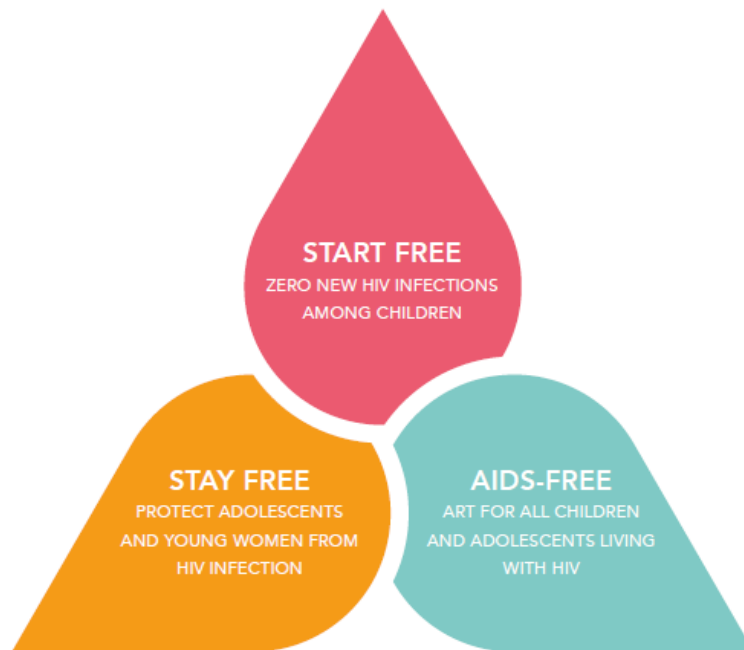 START FREE
ZERO NEW HIV INFECTIONS
AMONG CHILDREN
STAY FREE
PROTECT ADOLESCENTS
AND YOUNG WOMEN FROM
HIV INFECTION
AIDS-FREE
ART FOR ALL CHILDREN
AND ADOLESCENTS LIVING
WITH HIV